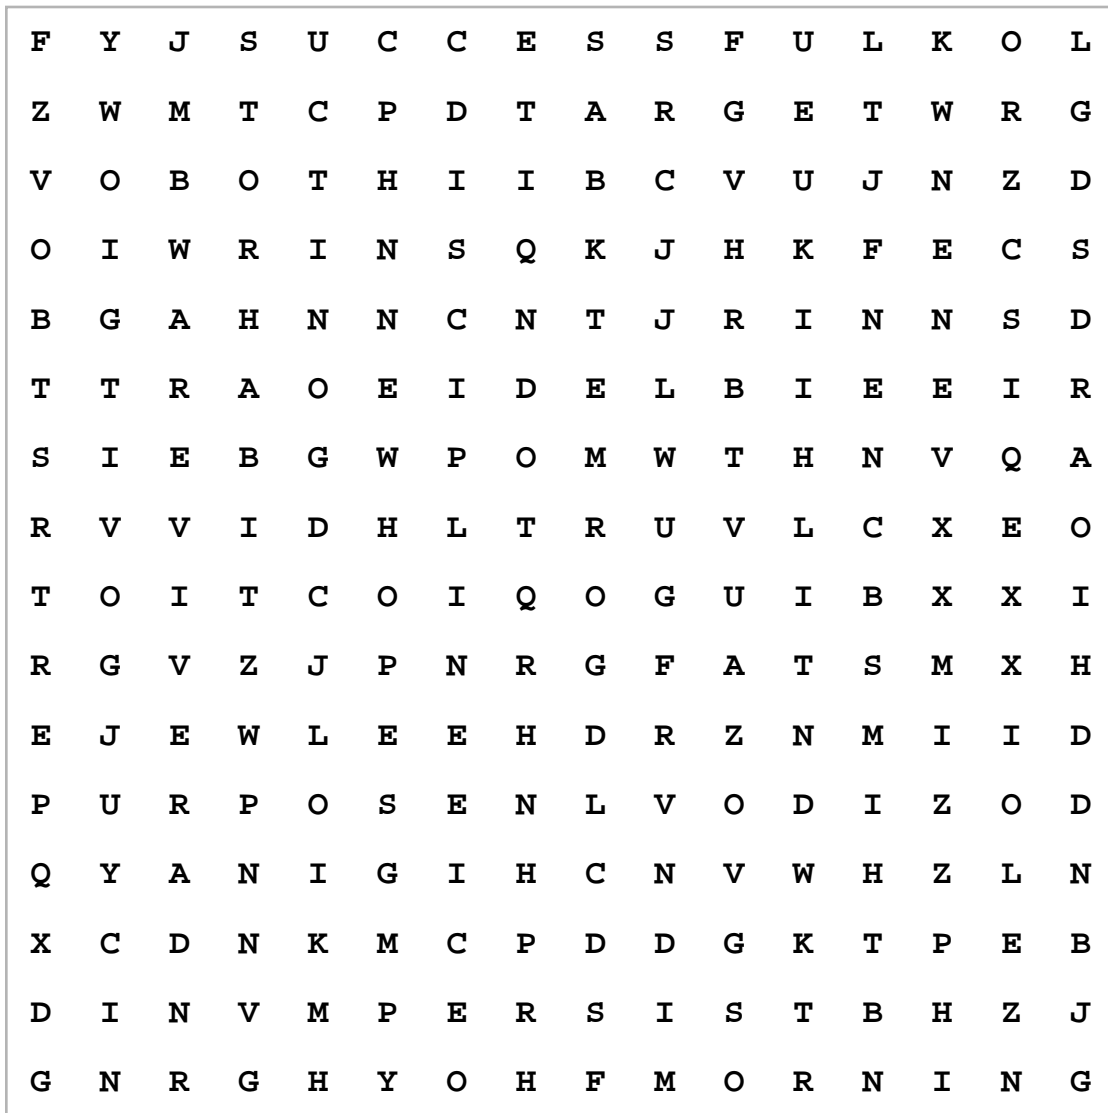 F Y J S U C C E S S F U L K O L
Z W M T C P D T A R G E T W R G
V O B O T H I I B C V U J N Z D
O I W R I N S Q K J H K F E C S
B G A H N N C N T J R I N N S D
T T R A O E I D E L B I E E I R
S I E B G W P O M W T H N V Q A
R V V I D H L T R U V L C X E O
T O I T C O I Q O G U I B X X I
R G V Z J P N R G F A T S M X H
E J E W L E E H D R Z N M I I D
P U R P O S E N L V O D I Z O D
Q Y A N I G I H C N V W H Z L N
X C D N K M C P D D G K T P E B
D I N V M P E R S I S T B H Z J
G N R G H Y O H F M O R N I N G